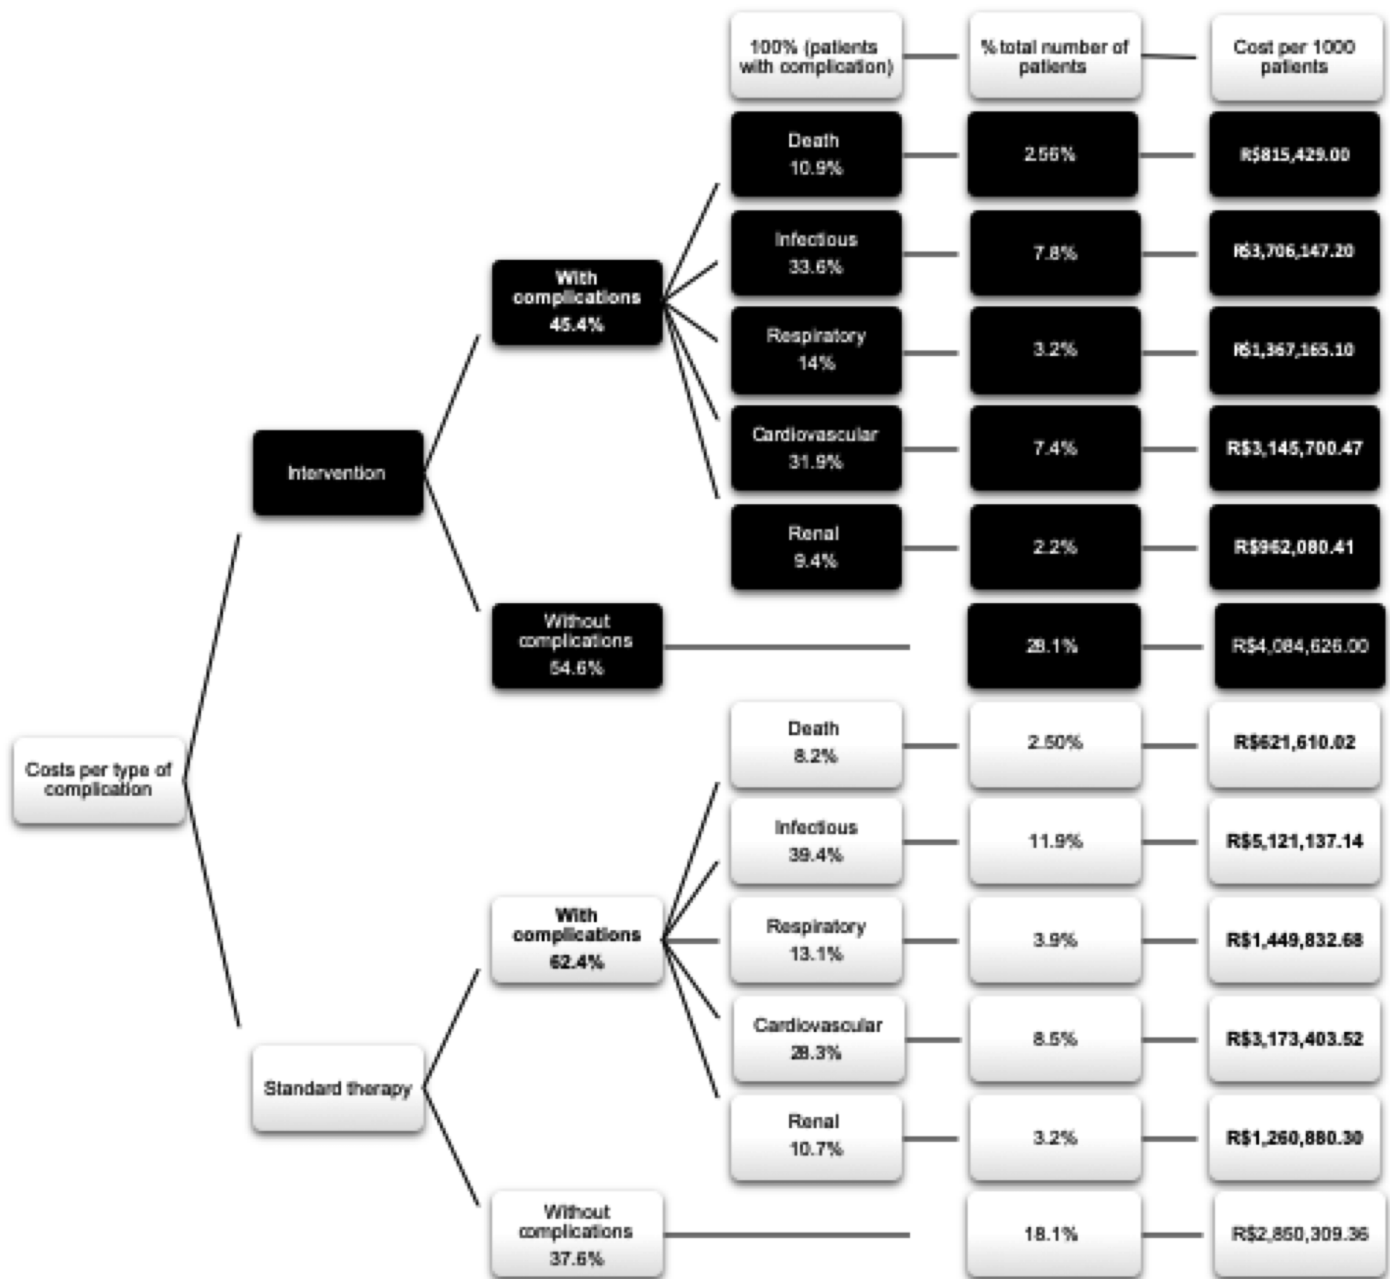 100% (patients
with complication)
% total number of
patients
Cost per 1000
patients
Death
10.9%
2.56%
R$815,429.00
Infectious
33.6%
7.8%
R$3,706,147.20
With
complications
45.4%
Respiratory
14%
3.2%
R$1,367,165.10
Cardiovascular
31.9%
7.4%
R$3,145,700.47
Intervention
Renal
9.4%
2.2%
R$962,080.41
Without
complications
54.6%
28.1%
R$4,084,626.00
Costs per type of
complication
Death
8.2%
2.50%
R$621,610.02
Infectious
39.4%
11.9%
R$5,121,137.14
With
complications
62.4%
Respiratory
13.1%
3.9%
R$1,449,832.68
Cardiovascular
28.3%
8.5%
R$3,173,403.52
Standard therapy
Renal
10.7%
3.2%
R$1,260,880.30
Without
complications
37.6%
18.1%
R$2,850,309.36